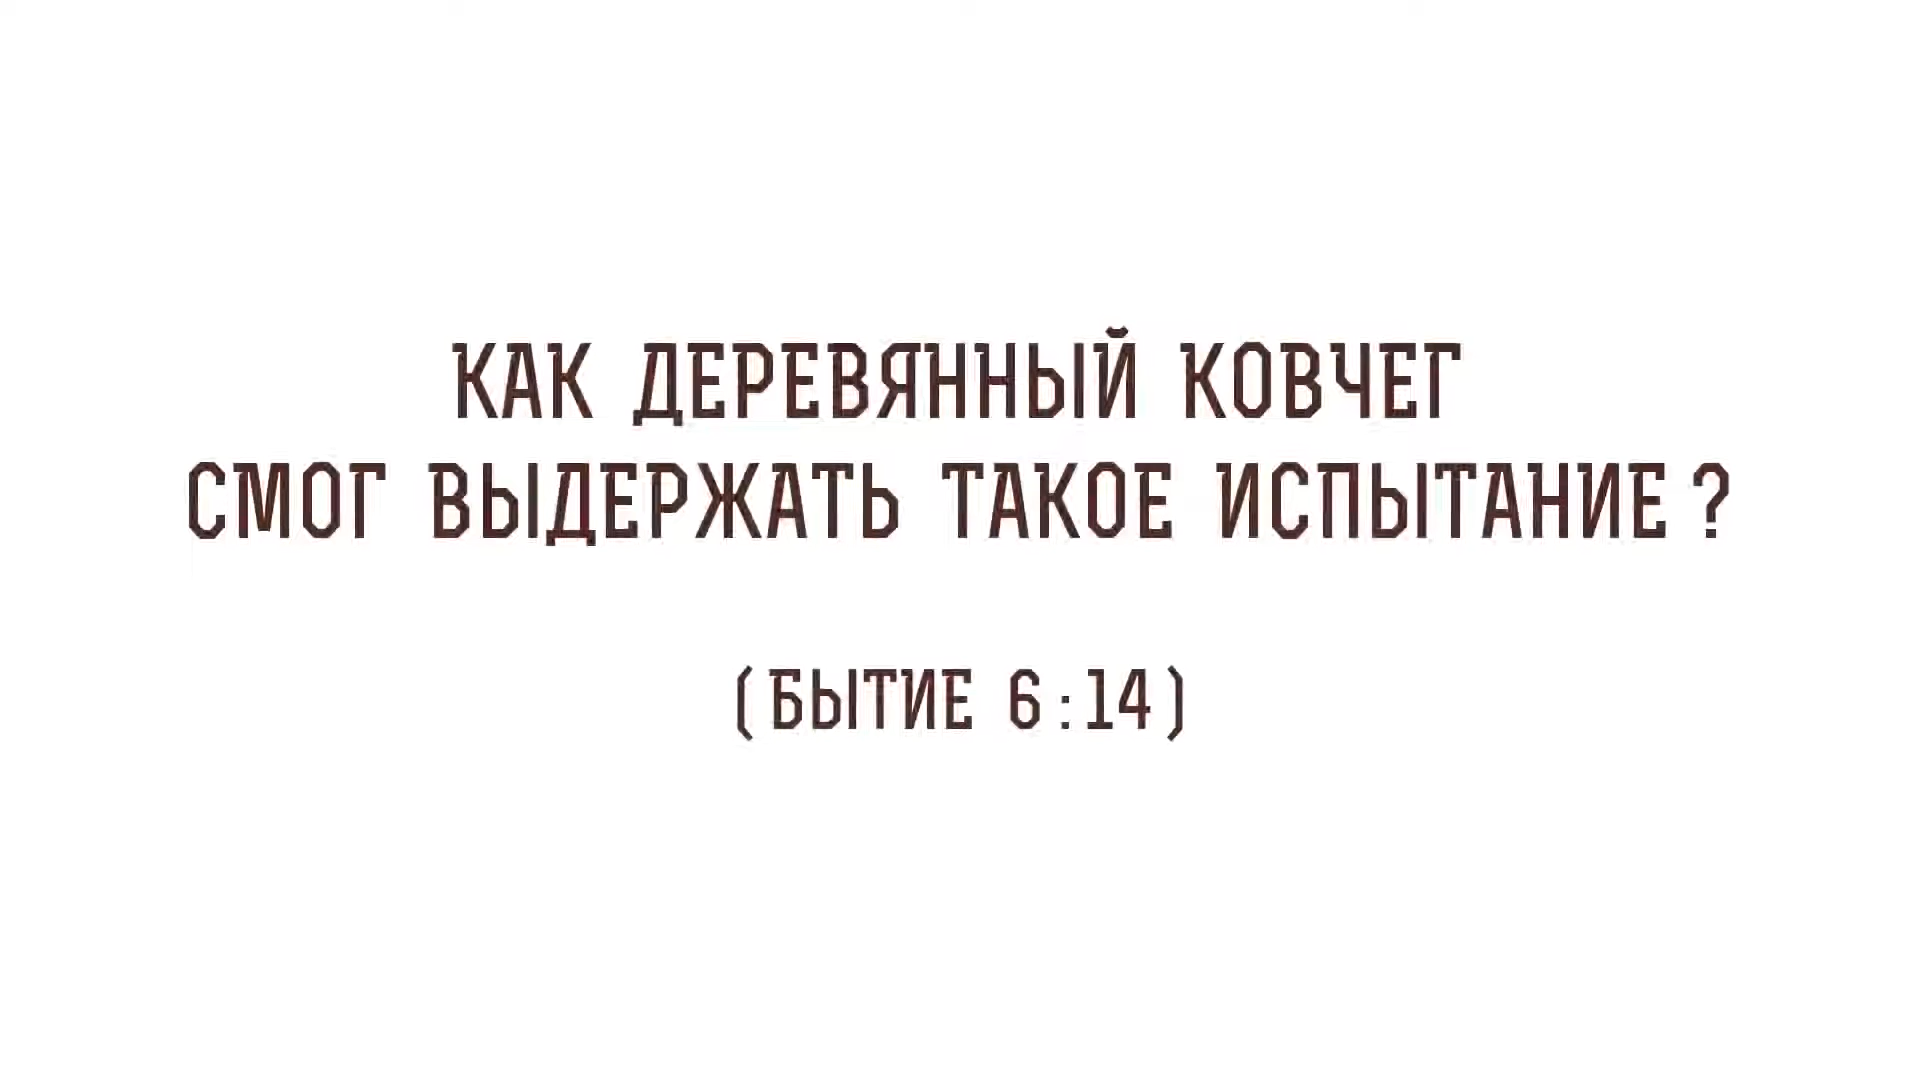 КАК ДЕРЕВЯННЫЙ КОВЧЕГ
СМОГ ВЫДЕРЖАТЬ ТАКОЕ ИСПЫТАНИЕ?
(БЫТИЕ 6:14)